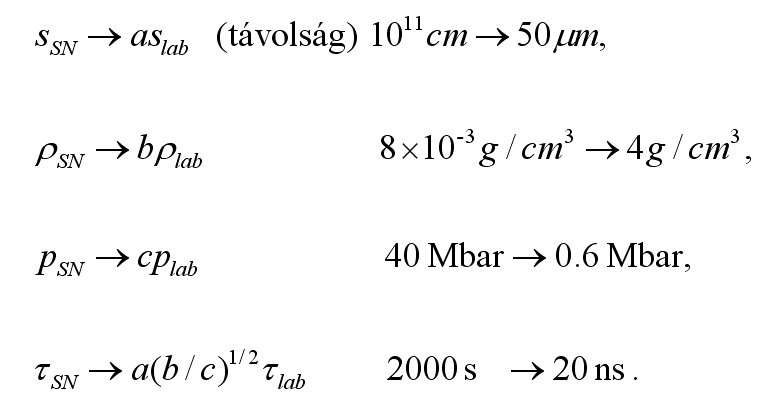 s_SN → as_lab (távolság) 10^11 cm → 50 μm,
ρ_SN → bρ_lab 8×10^-3 g / cm^3 → 4g / cm^3,
p_SN → cp_lab 40 Mbar → 0.6 Mbar,
τ_SN → a(b / c)^1/2 τ_lab 2000 s → 20 ns .